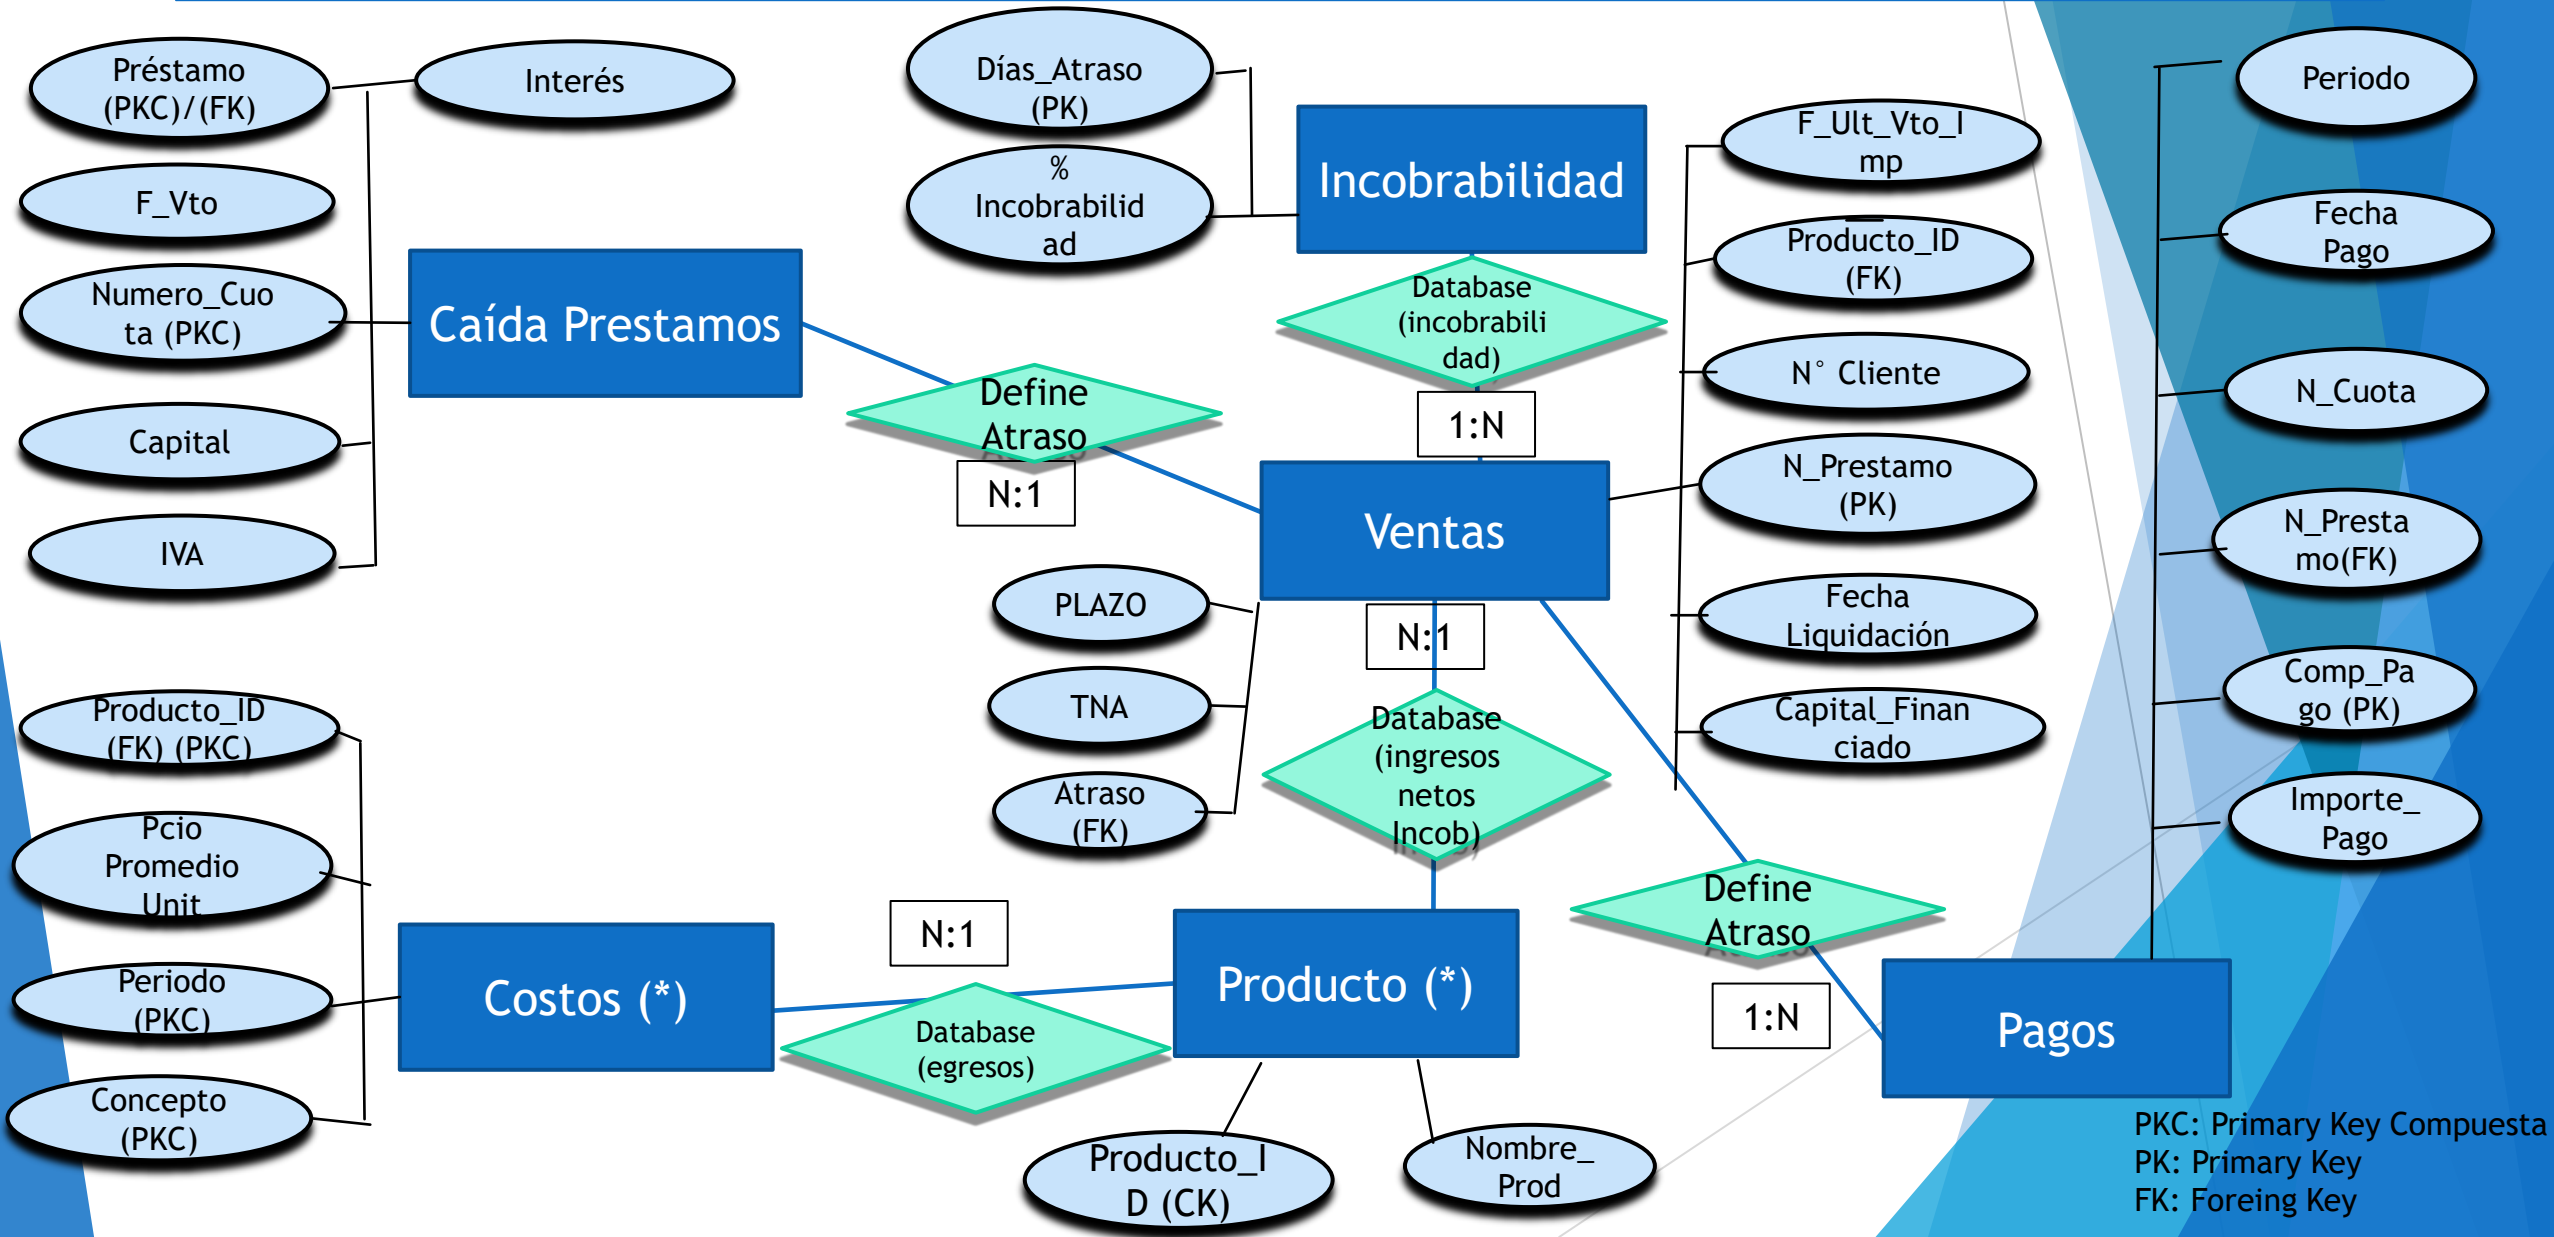 Préstamo
(PKC)/(FK)
Interés
F_Vto
Numero_Cuo
ta (PKC)
Capital
IVA
Caída Prestamos
Días_Atraso
(PK)
%
Incobrabilid
ad
Incobrabilidad
Database
(incobrabili
dad)
1:N
Define
Atraso
N:1
Ventas
F_Ult_Vto_I
mp
Producto_ID
(FK)
N° Cliente
N_Prestamo
(PK)
Fecha
Liquidación
Capital_Finan
ciado
PLAZO
TNA
Atraso
(FK)
N:1
Database
(ingresos
netos
Incob)
Periodo
Fecha
Pago
N_Cuota
N_Presta
mo(FK)
Comp_Pa
go (PK)
Importe_
Pago
Define
Atraso
1:N
Pagos
Producto_ID
(FK) (PKC)
Pcio
Promedio
Unit
Periodo
(PKC)
Concepto
(PKC)
Costos (*)
N:1
Database
(egresos)
Producto (*)
Producto_I
D (CK)
Nombre_
Prod
PKC: Primary Key Compuesta
PK: Primary Key
FK: Foreing Key